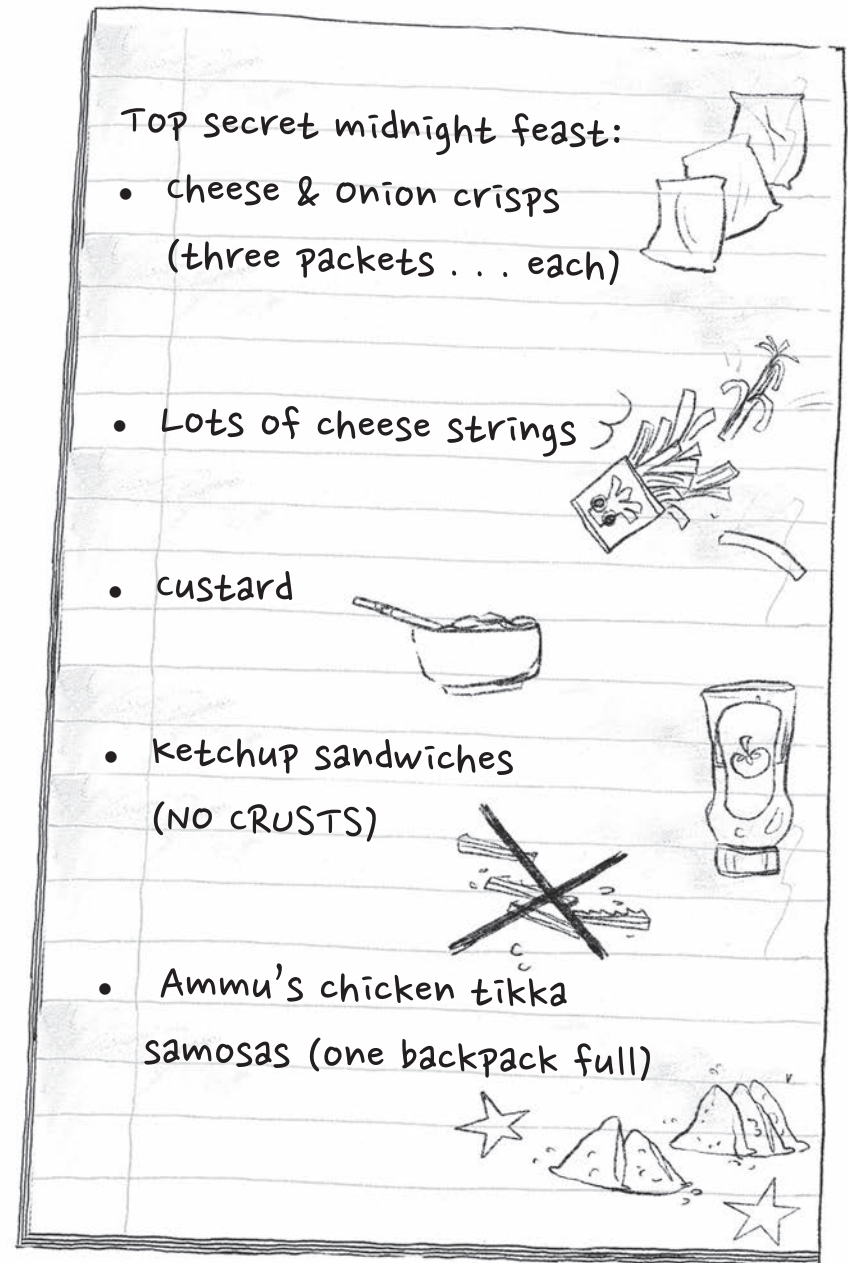 Top secret midnight feast:
• cheese & onion crisps
(three packets . . . each)
• Lots of cheese strings
• custard
• ketchup sandwiches
(NO CRUSTS)
• Ammu's chicken tikka
samosas (one backpack full)